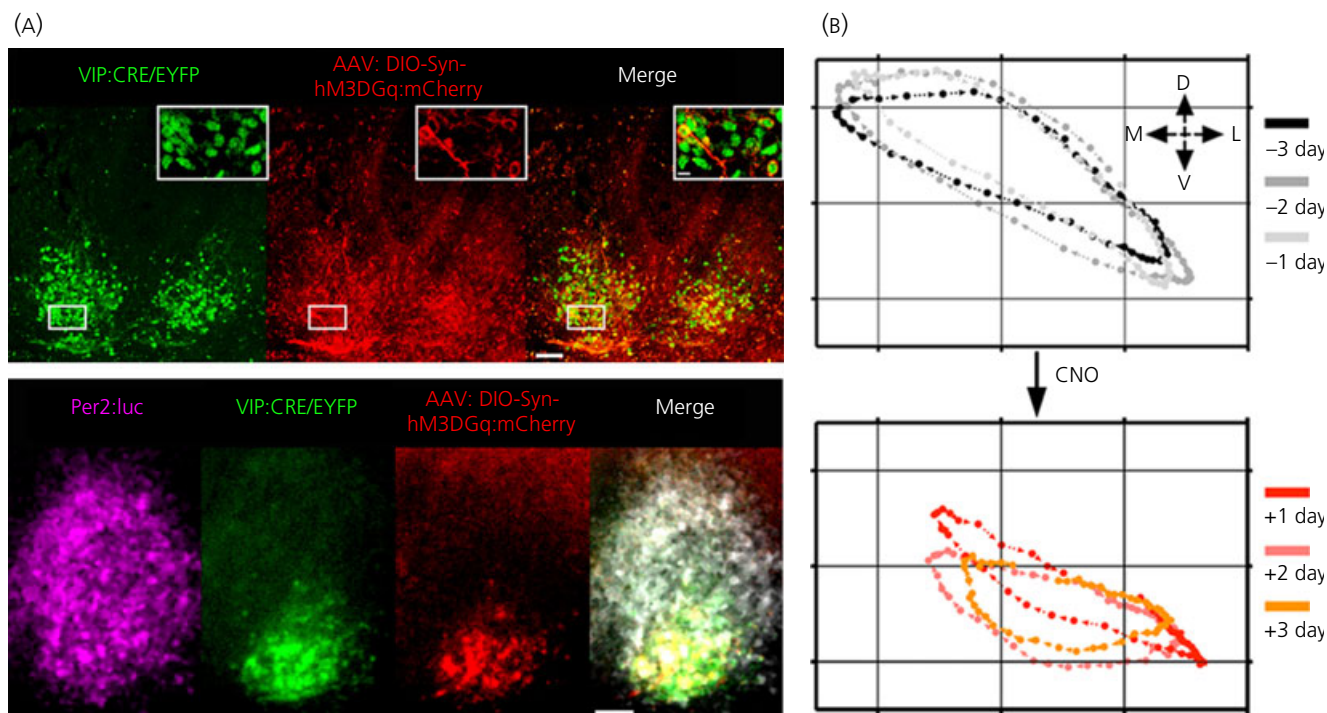 (A)
VIP:CRE/EYFP
AAV: DIO-Syn-
hM3DGq:mCherry
Merge
Per2:luc
VIP:CRE/EYFP
AAV: DIO-Syn-
hM3DGq:mCherry
Merge
(B)
D
M
L
V
−3 day
−2 day
−1 day
CNO
+1 day
+2 day
+3 day